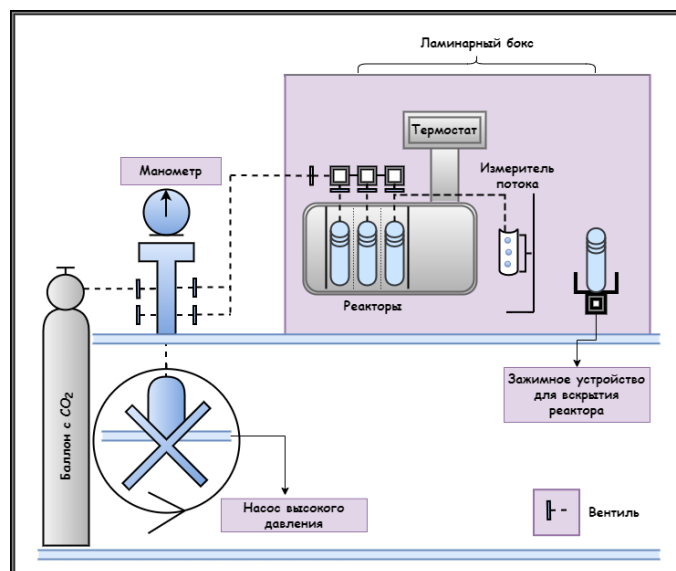 Ламинарный бокс
Термостат
Манометр
Измеритель
потока
Реакторы
Баллон с CO2
Зажимное устройство
для вскрытия
реактора
Насос высокого
давления
Вентиль